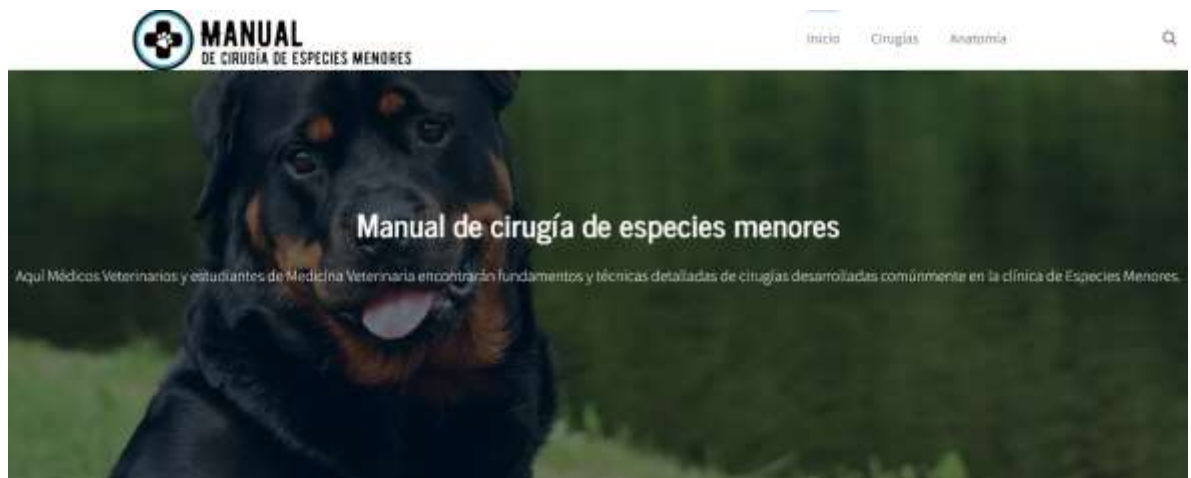 MANUAL
DE CIRUGÍA DE ESPECIES MENORES
Inicio Cirugías Anatomía
Manual de cirugía de especies menores
Aquí Médicos Veterinarios y estudiantes de Medicina Veterinaria encontrarán fundamentos y técnicas detalladas de cirugías desarrolladas comúnmente en la clínica de Especies Menores.